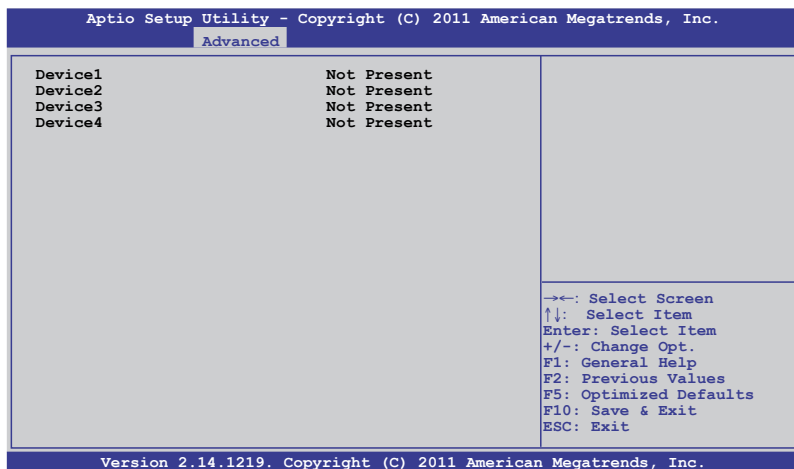 Aptio Setup Utility - Copyright (C) 2011 American Megatrends, Inc.
Advanced
Device1 Not Present
Device2 Not Present
Device3 Not Present
Device4 Not Present
→←: Select Screen
↑↓: Select Item
Enter: Select Item
+/-: Change Opt.
F1: General Help
F2: Previous Values
F5: Optimized Defaults
F10: Save & Exit
ESC: Exit
Version 2.14.1219. Copyright (C) 2011 American Megatrends, Inc.